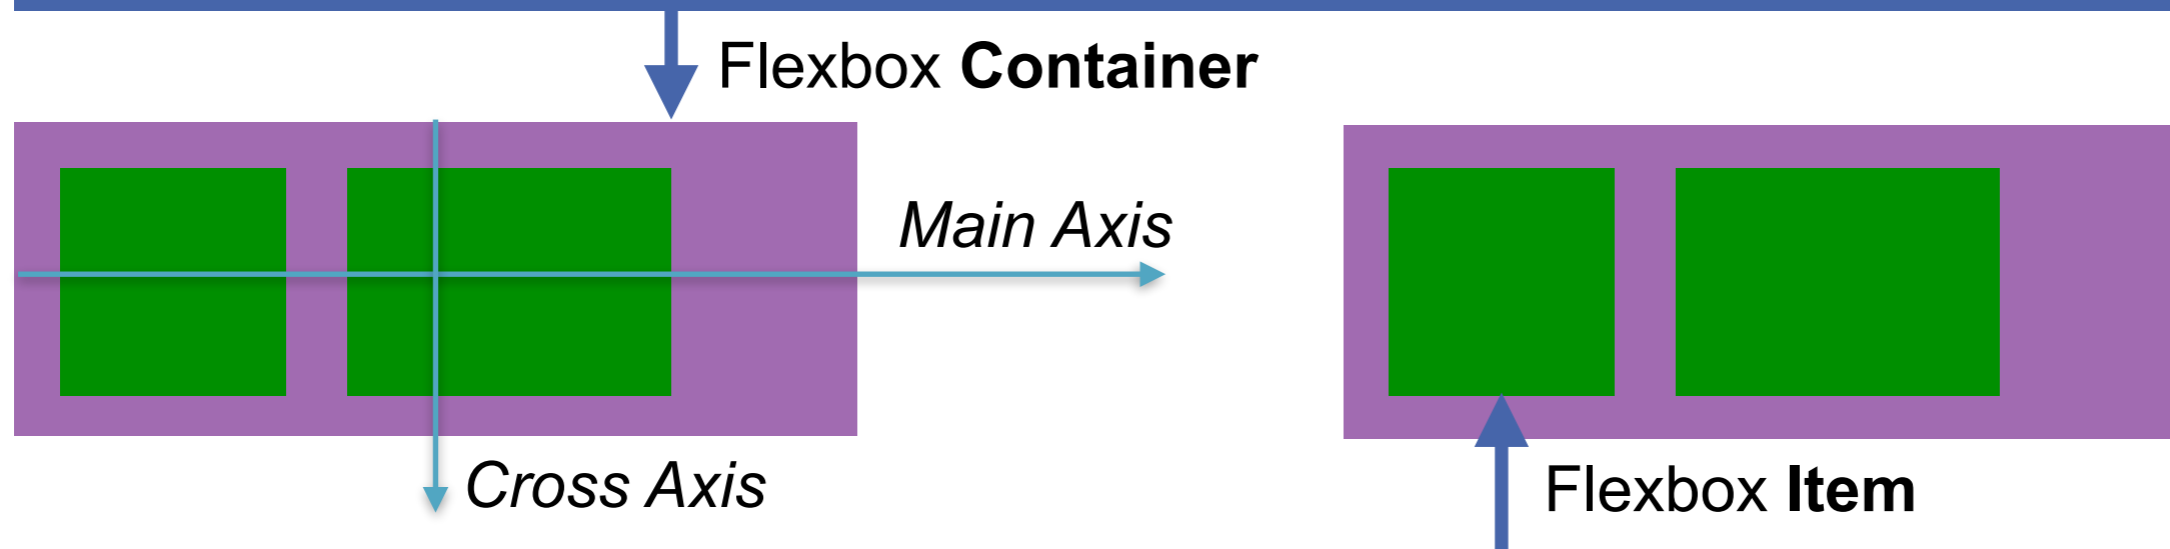 Flexbox Container
Main Axis
Cross Axis
Flexbox Item